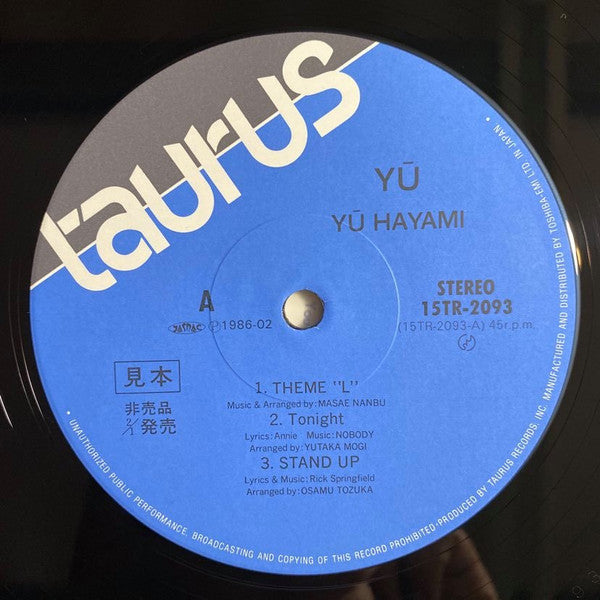 taurus
YŪ
YŪ HAYAMI
A
STEREO
15TR-2093
JASRAC Ⓟ1986-02
(15TR-2093-A) 45r.p.m.
見本
非売品
2/1発売
1. THEME "L"
Music & Arranged by: MASAE NANBU
2. Tonight
Lyrics: Annie Music: NOBODY
Arranged by: YUTAKA MOGI
3. STAND UP
Lyrics & Music: Rick Springfield
Arranged by: OSAMU TOZUKA
• UNAUTHORIZED PUBLIC PERFORMANCE, BROADCASTING AND COPYING OF THIS RECORD PROHIBITED • PRODUCED BY TAURUS RECORDS, INC. MANUFACTURED AND DISTRIBUTED BY TOSHIBA-EMI LTD IN JAPAN. •